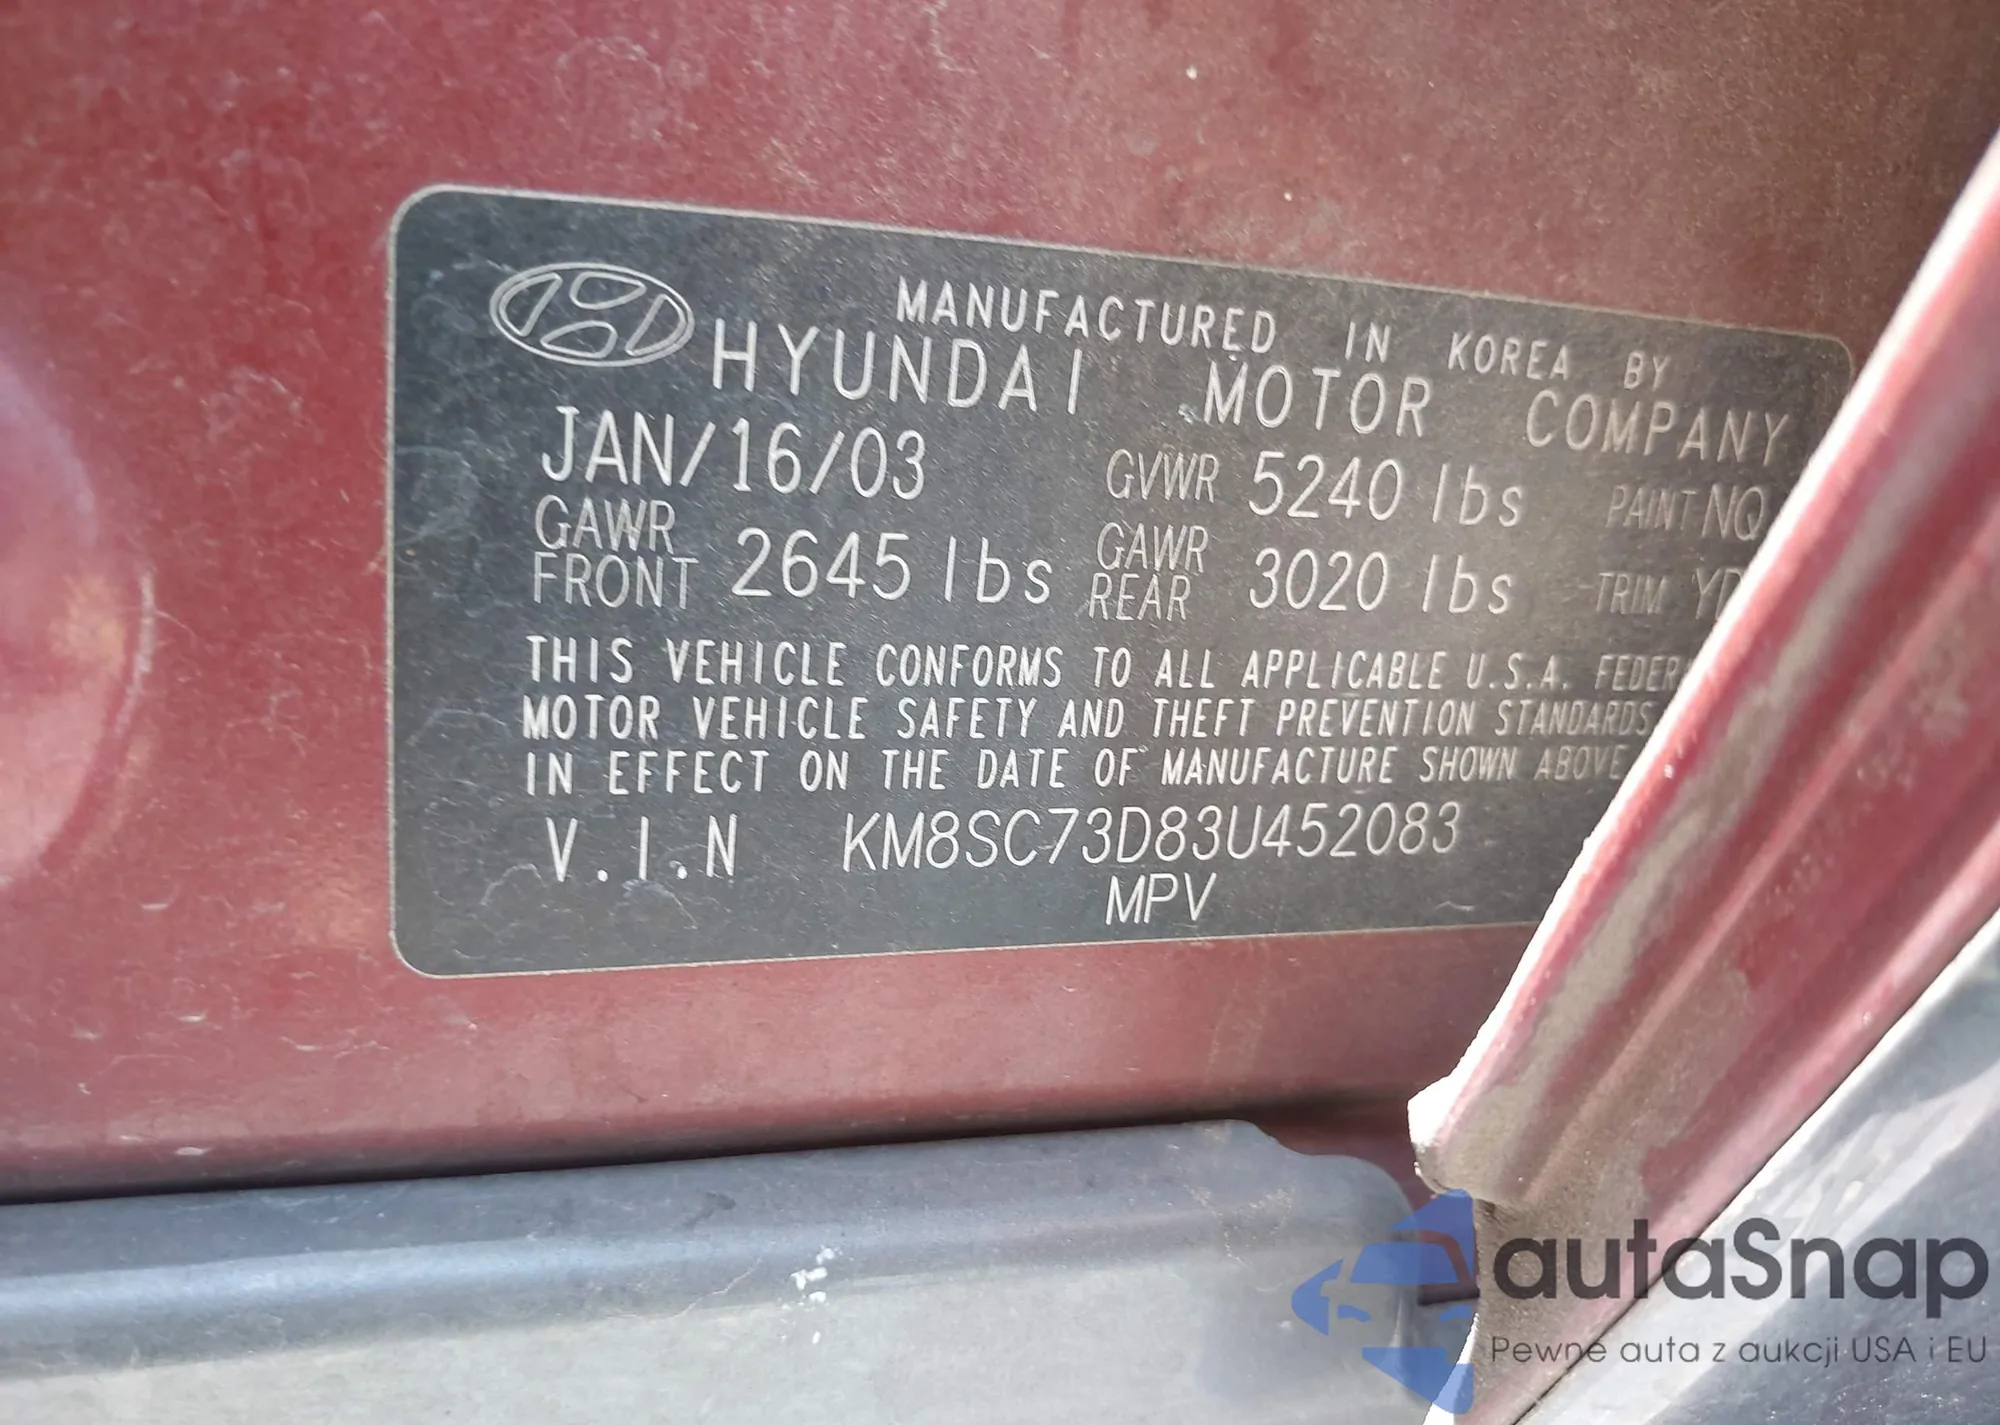 MANUFACTURED IN KOREA BY
HYUNDAI MOTOR COMPANY
JAN/16/03 GVWR 5240 lbs PAINT NQ
GAWR FRONT 2645 lbs GAWR REAR 3020 lbs TRIM
THIS VEHICLE CONFORMS TO ALL APPLICABLE U.S.A.
MOTOR VEHICLE SAFETY AND THEFT PREVENTION STANDARDS
IN EFFECT ON THE DATE OF MANUFACTURE SHOWN ABOVE
V.I.N KM8SC73D83U452083
MPV
autaSnap
Pewne auta z aukcji USA i EU